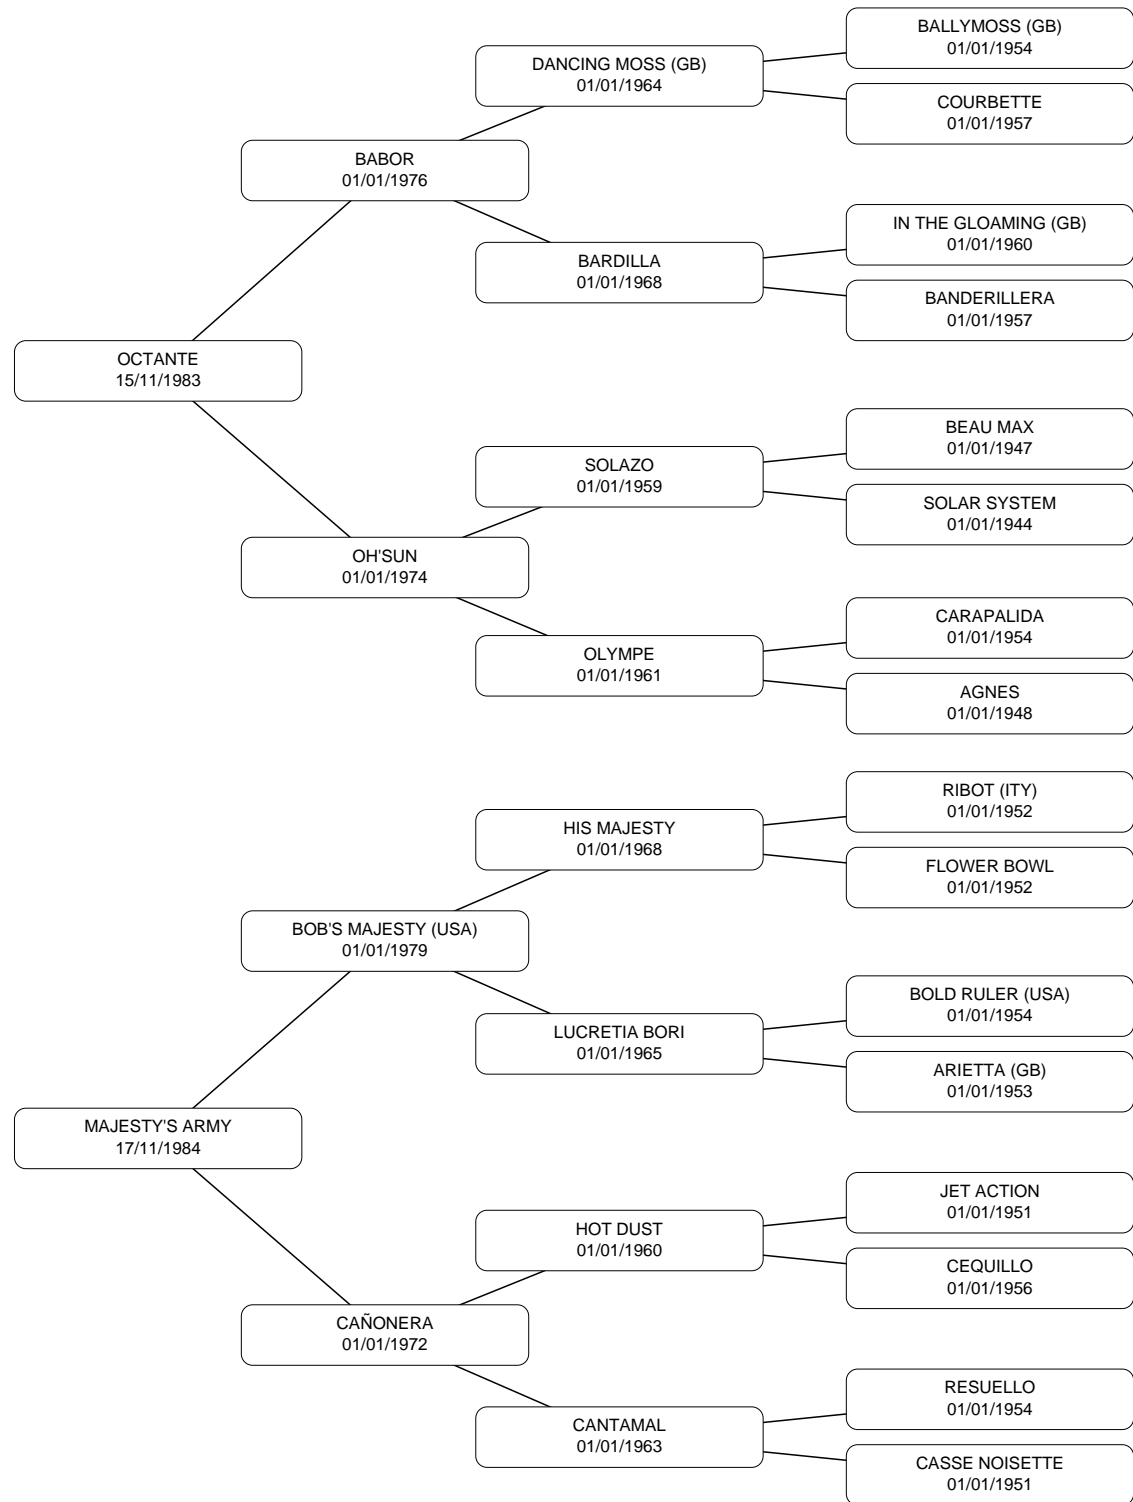 BALLYMOSS (GB)
01/01/1954
DANCING MOSS (GB)
01/01/1964
COURBETTE
01/01/1957
BABOR
01/01/1976
IN THE GLOAMING (GB)
01/01/1960
BARDILLA
01/01/1968
BANDERILLERA
01/01/1957
OCTANTE
15/11/1983
BEAU MAX
01/01/1947
SOLAZO
01/01/1959
SOLAR SYSTEM
01/01/1944
OH'SUN
01/01/1974
CARAPALIDA
01/01/1954
OLYMPE
01/01/1961
AGNES
01/01/1948
RIBOT (ITY)
01/01/1952
HIS MAJESTY
01/01/1968
FLOWER BOWL
01/01/1952
BOB'S MAJESTY (USA)
01/01/1979
BOLD RULER (USA)
01/01/1954
LUCRETIA BORI
01/01/1965
ARIETTA (GB)
01/01/1953
MAJESTY'S ARMY
17/11/1984
JET ACTION
01/01/1951
HOT DUST
01/01/1960
CEQUILLO
01/01/1956
CAÑONERA
01/01/1972
RESUELLO
01/01/1954
CANTAMAL
01/01/1963
CASSE NOISETTE
01/01/1951